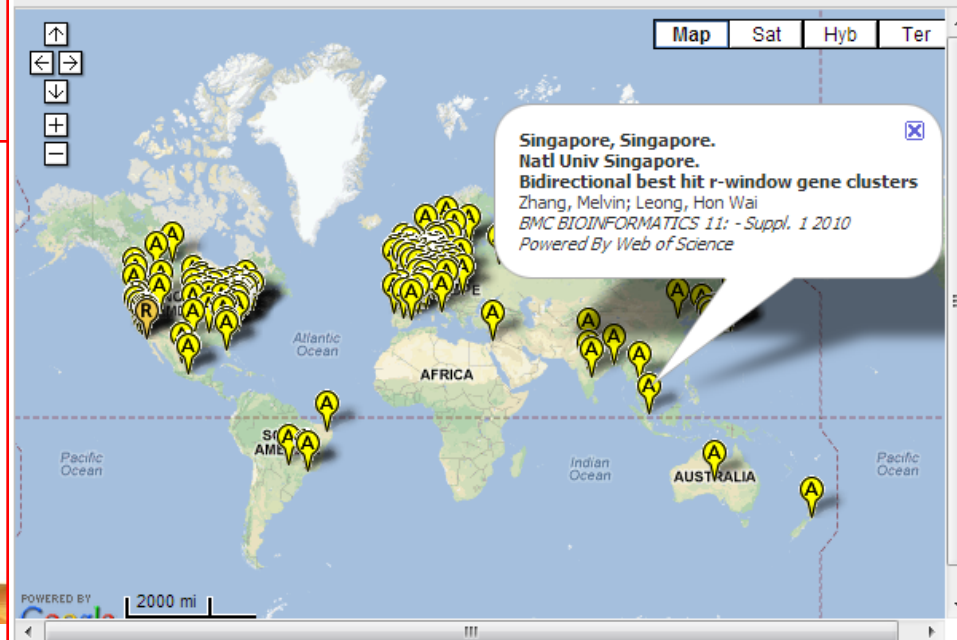 Map Sat Hyb Ter
Singapore, Singapore.
Natl Univ Singapore.
Bidirectional best hit r-window gene clusters
Zhang, Melvin; Leong, Hon Wai
BMC BIOINFORMATICS 11: - Suppl. 1 2010
Powered By Web of Science
R
Atlantic
Ocean
AFRICA
Pacific
Ocean
Indian
Ocean
AUSTRALIA
Pacific
Ocean
POWERED BY
Google
2000 mi